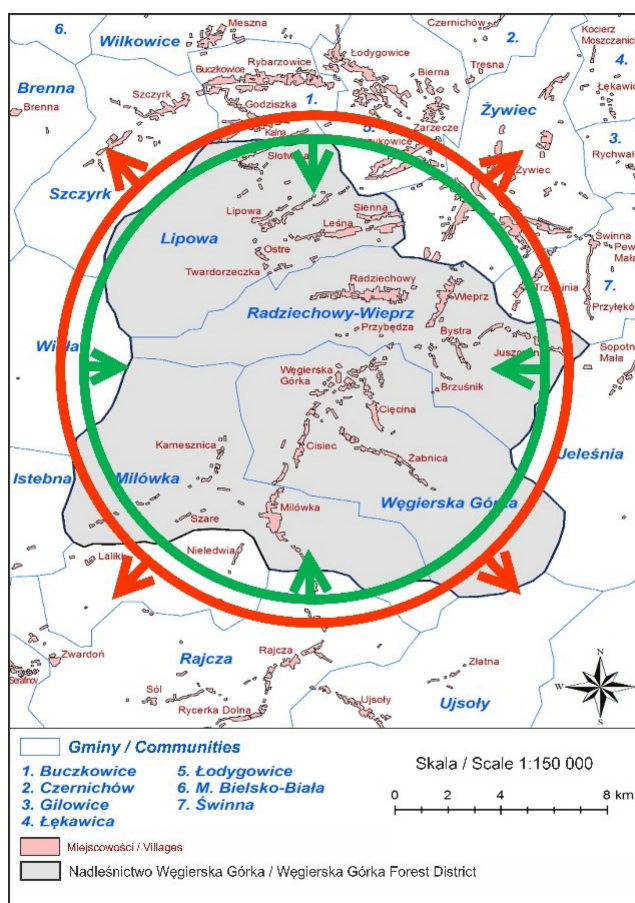 6.
Meszna
Wilkowice
Czernichów
2.
Kocierz
Moszczanicki
Łodygowice
Buczkowice
Rybarzowice
Bierna
Tresna
4.
Brenna
Brenna
Szczyrk
Godziszka
1.
Żywiec
Łękawica
Kalna
Zarzecze
3.
Rychwałd
Słotwina
Szczyrk
Żywiec
Lipowa
Sienna
Leśna
Lipowa
Świnna
Pewel
Mała
Ostre
Twardorzeczka
Radziechowy
Wieprz
7.
Przyłęków
Radziechowy-Wieprz
Przybędza
Bystra
Wisła
Sopotnia
Mała
Węgierska
Górka
Brzuśnik
Cięcina
Kamesznica
Cisiec
Żabnica
Jeleśnia
Istebna
Milówka
Węgierska Górka
Szare
Milówka
Laliki
Nieledwia
Zwardoń
Rajcza
Rajcza
Złatna
N
W
E
S
Serafinov
Sól
Rycerka Dolna
Ujsoły
Ujsoły
Gminy / Communities
1. Buczkowice
2. Czernichów
3. Gilowice
4. Łękawica
5. Łodygowice
6. M. Bielsko-Biała
7. Świnna
Skala / Scale 1:150 000
0 2 4 8 km
Miejscowości / Villages
Nadleśnictwo Węgierska Górka / Węgierska Górka Forest District